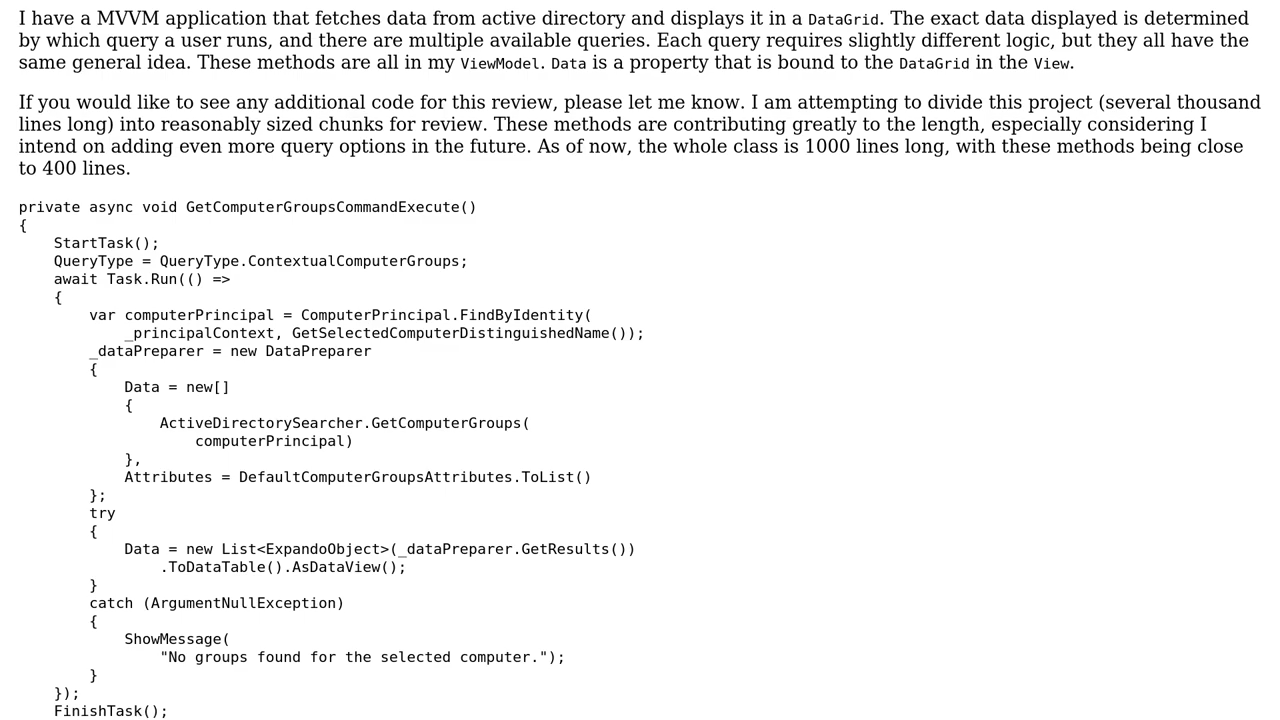 I have a MVVM application that fetches data from active directory and displays it in a DataGrid. The exact data displayed is determined
by which query a user runs, and there are multiple available queries. Each query requires slightly different logic, but they all have the
same general idea. These methods are all in my ViewModel. Data is a property that is bound to the DataGrid in the View.
If you would like to see any additional code for this review, please let me know. I am attempting to divide this project (several thousand
lines long) into reasonably sized chunks for review. These methods are contributing greatly to the length, especially considering I
intend on adding even more query options in the future. As of now, the whole class is 1000 lines long, with these methods being close
to 400 lines.
private async void GetComputerGroupsCommandExecute()
{
    StartTask();
    QueryType = QueryType.ContextualComputerGroups;
    await Task.Run(() =>
    {
        var computerPrincipal = ComputerPrincipal.FindByIdentity(
            _principalContext, GetSelectedComputerDistinguishedName());
        _dataPreparer = new DataPreparer
        {
            Data = new[]
            {
                ActiveDirectorySearcher.GetComputerGroups(
                    computerPrincipal)
            },
            Attributes = DefaultComputerGroupsAttributes.ToList()
        };
        try
        {
            Data = new List<ExpandoObject>(_dataPreparer.GetResults())
                .ToDataTable().AsDataView();
        }
        catch (ArgumentNullException)
        {
            ShowMessage(
                "No groups found for the selected computer.");
        }
    });
    FinishTask();